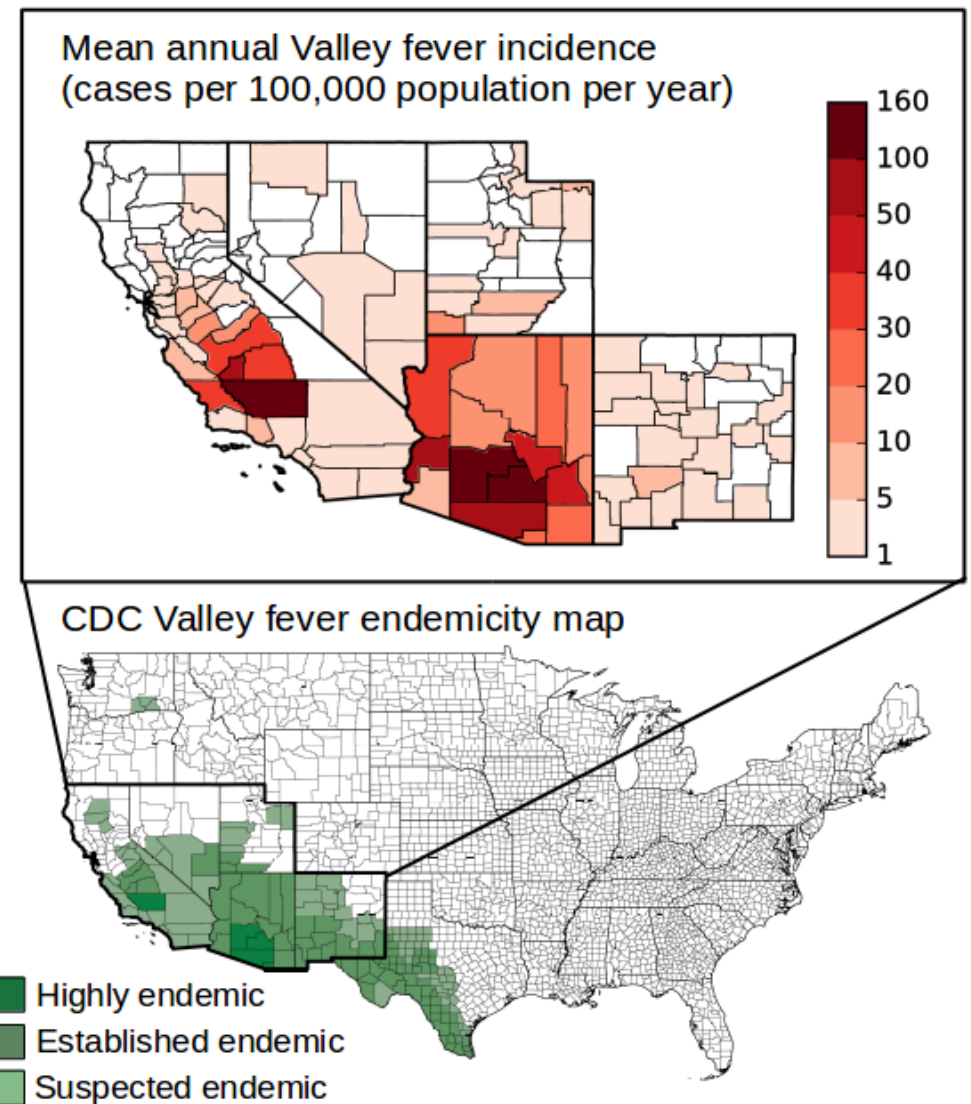 Mean annual Valley fever incidence
(cases per 100,000 population per year)
160
100
50
40
30
20
10
5
1
CDC Valley fever endemicity map
Highly endemic
Established endemic
Suspected endemic